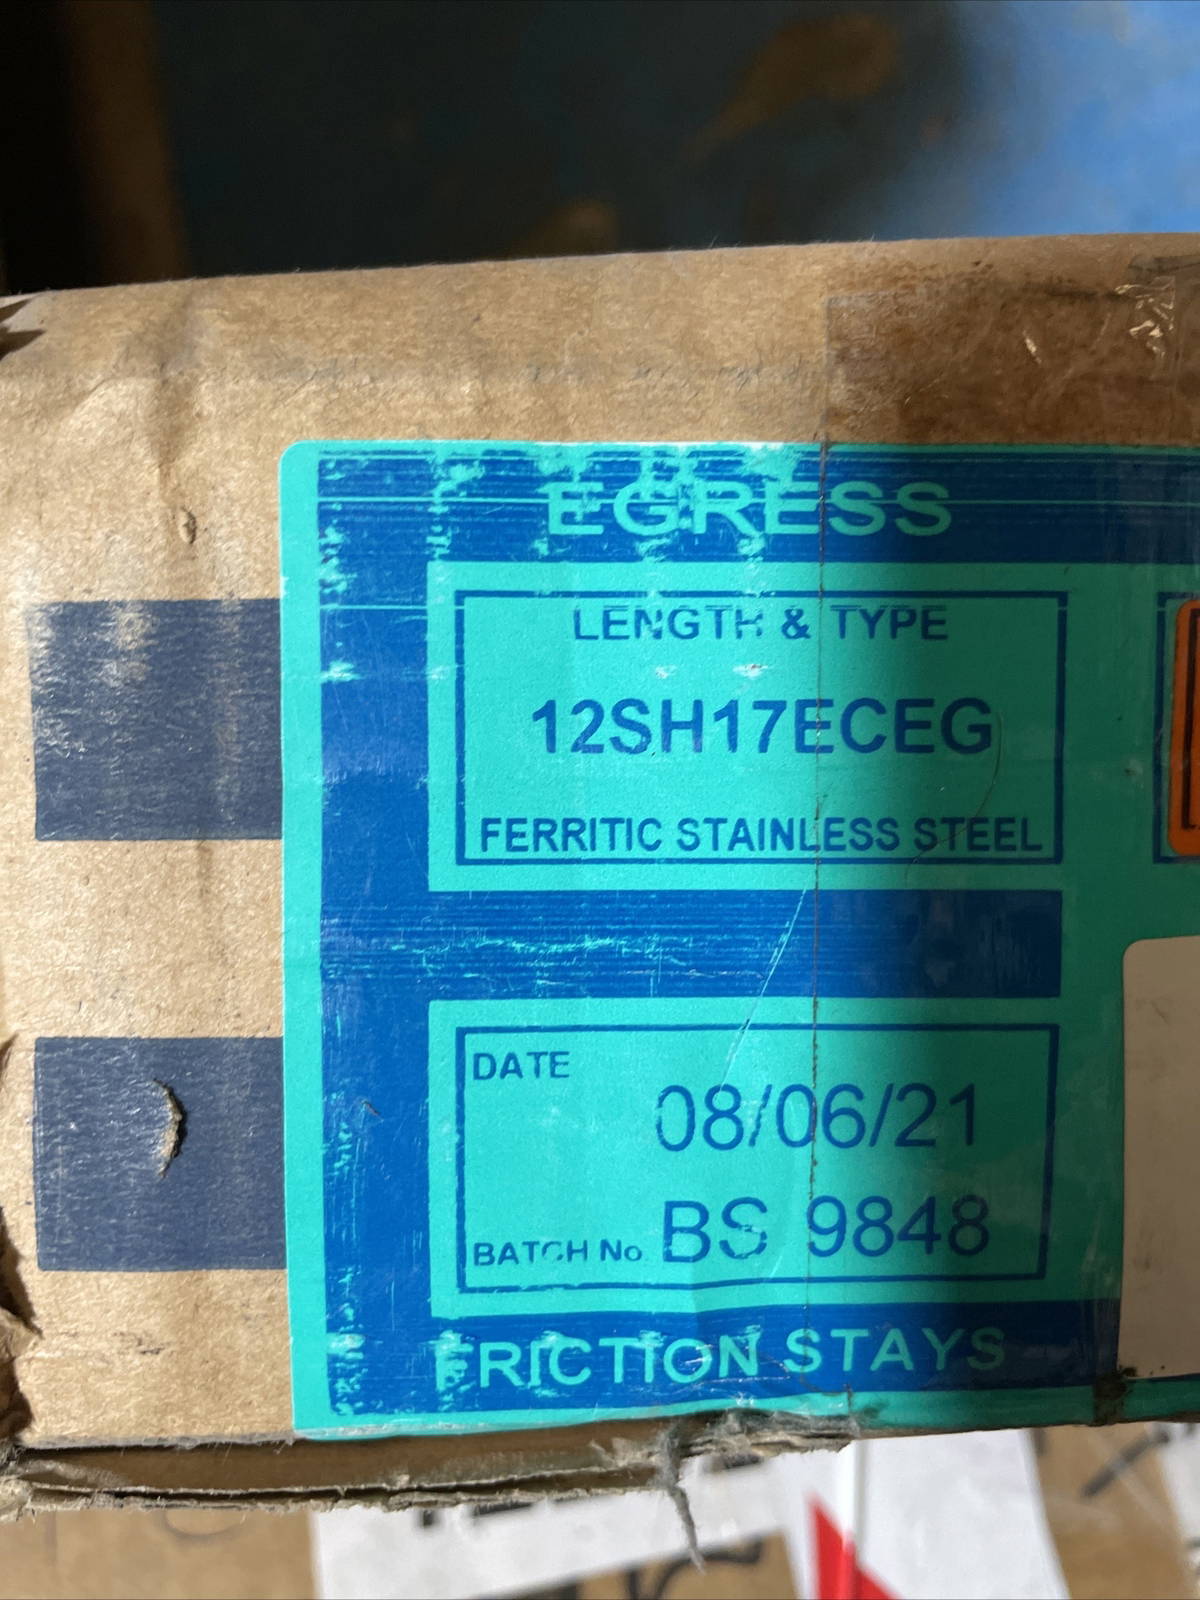 EGRESS
LENGTH & TYPE
12SH17ECEG
FERRITIC STAINLESS STEEL
DATE
08/06/21
BATCH No. BS 9848
FRICTION STAYS